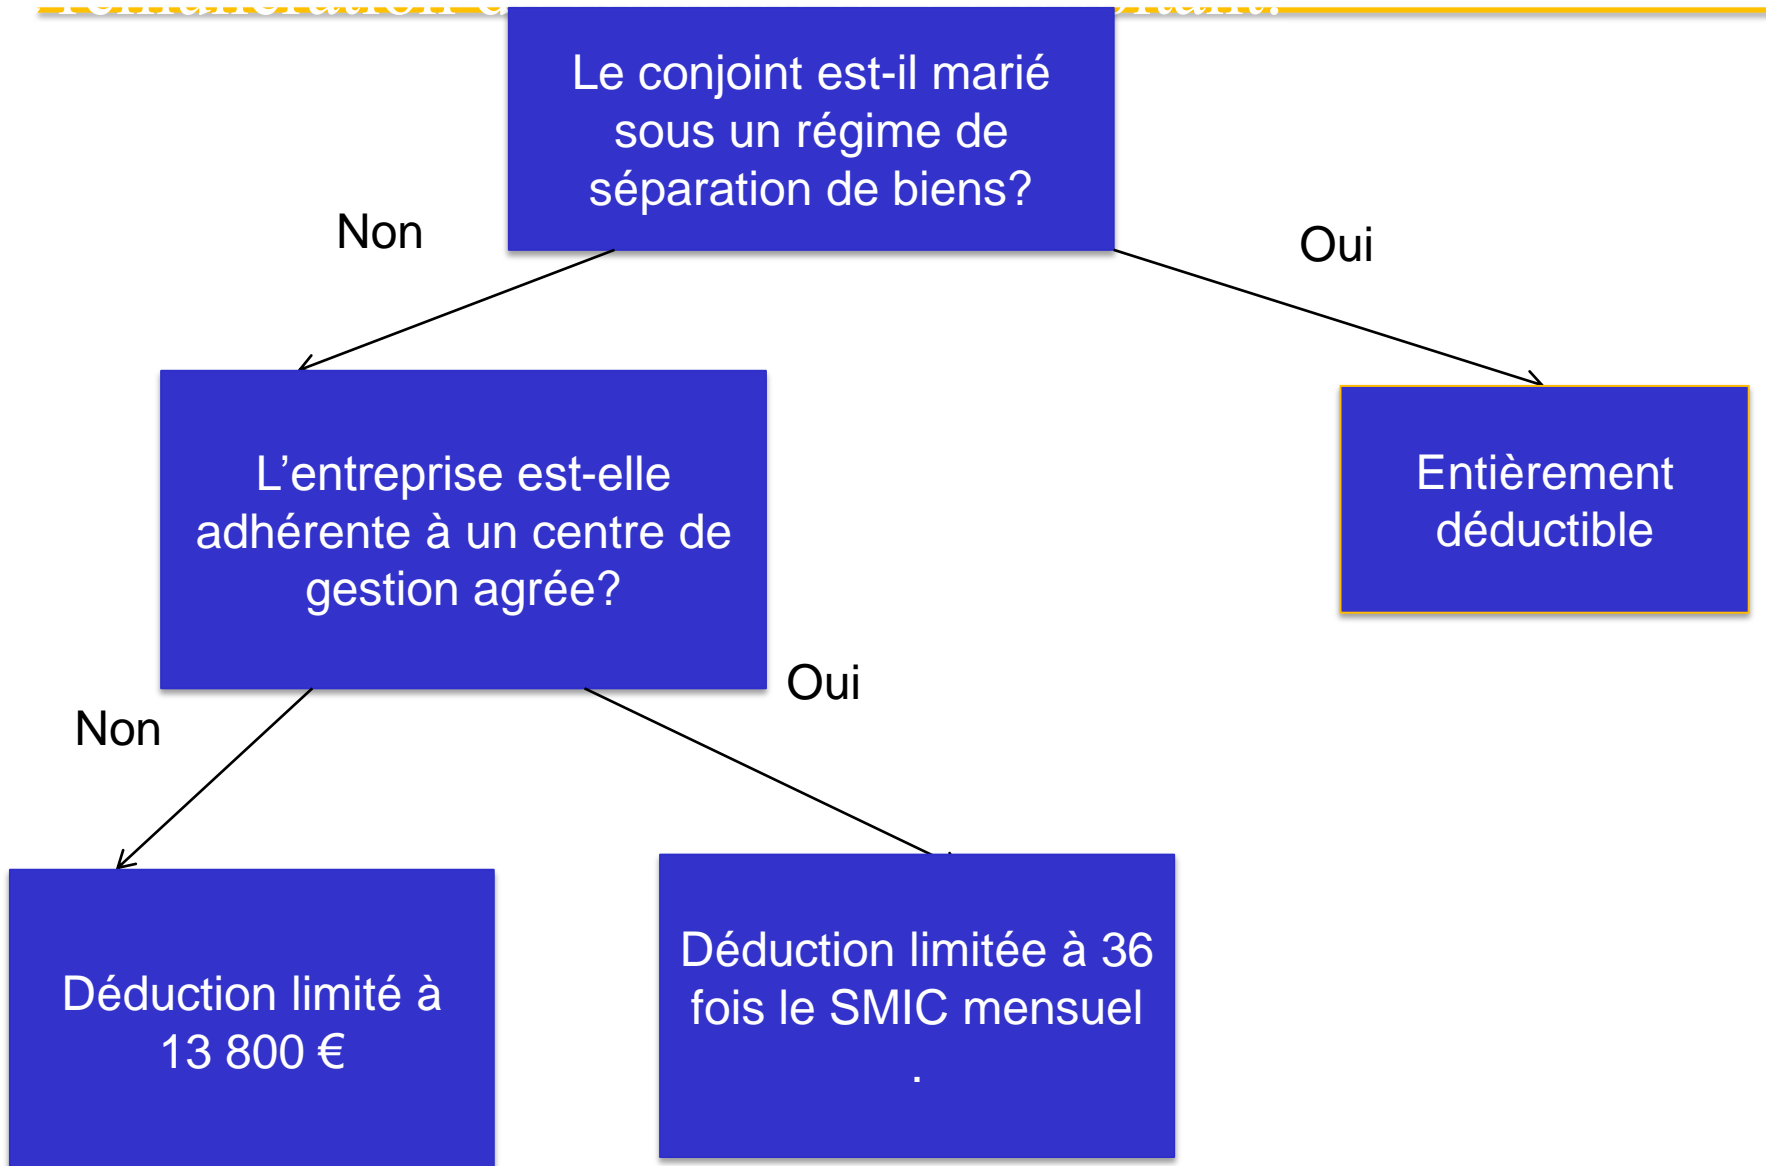 rémunération
Le conjoint est-il marié
sous un régime de
séparation de biens?
Non
Oui
L’entreprise est-elle
adhérente à un centre de
gestion agrée?
Entièrement
déductible
Oui
Non
Déduction limitée à 36
fois le SMIC mensuel
.
Déduction limité à
13 800 €